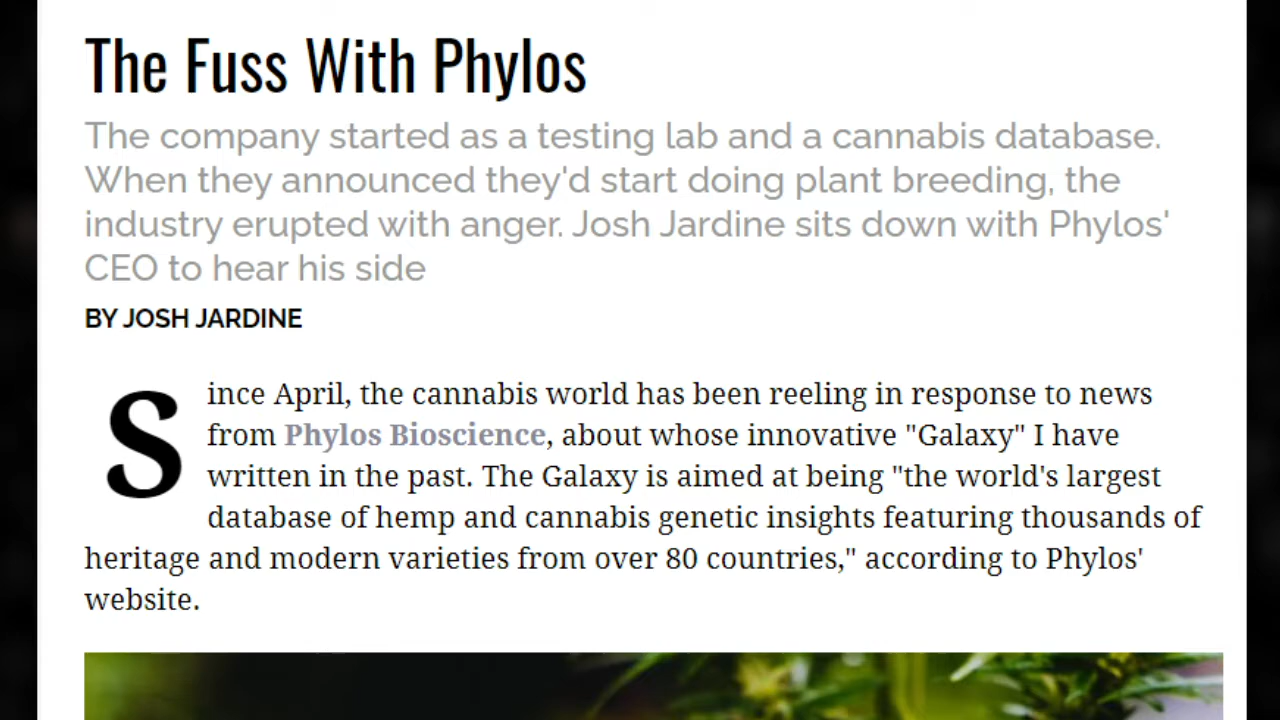 The Fuss With Phylos
The company started as a testing lab and a cannabis database.
When they announced they'd start doing plant breeding, the
industry erupted with anger. Josh Jardine sits down with Phylos'
CEO to hear his side
BY JOSH JARDINE
Since April, the cannabis world has been reeling in response to news
from Phylos Bioscience, about whose innovative "Galaxy" I have
written in the past. The Galaxy is aimed at being "the world's largest
database of hemp and cannabis genetic insights featuring thousands of
heritage and modern varieties from over 80 countries," according to Phylos'
website.